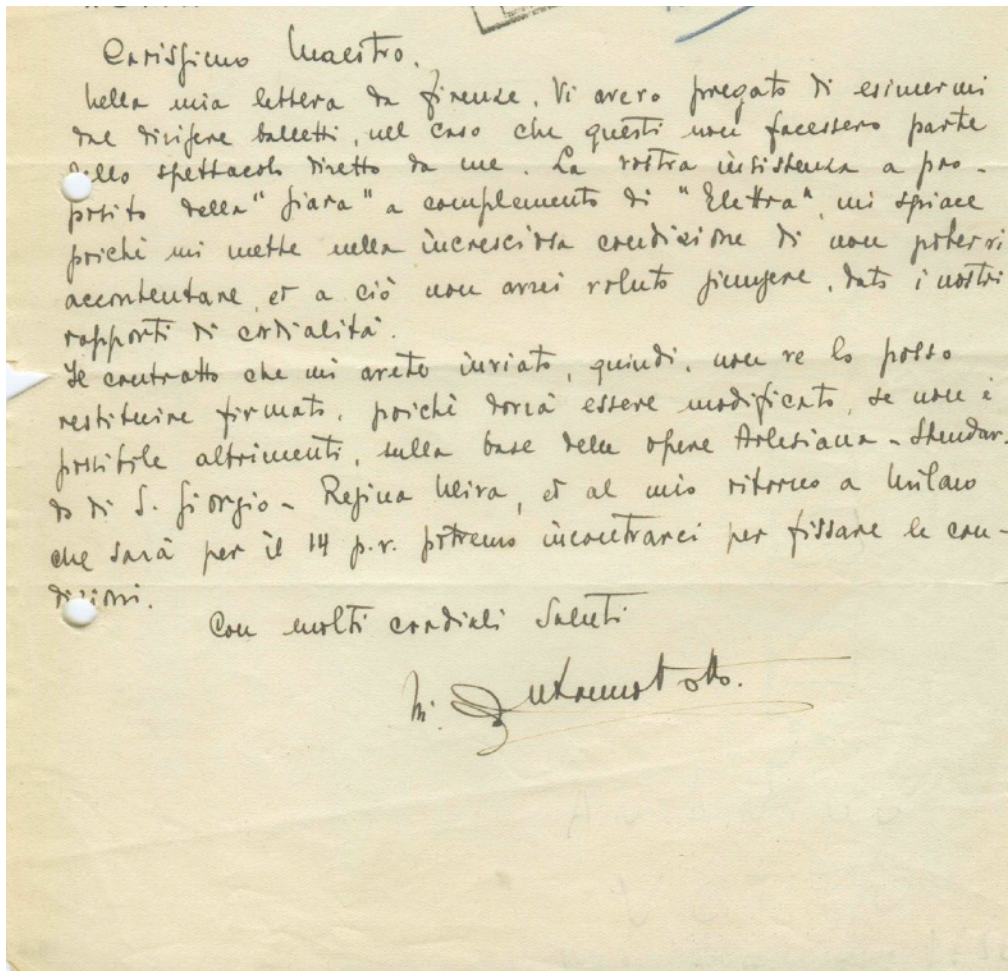 Carissimo Maestro.
Nella mia lettera da Firenze, Vi avevo pregato di esimermi
dal dirigere balletti, nel caso che questi non facessero parte
dello spettacolo diretto da me. La vostra insistenza a pro-
posito della "Giara" a complemento di "Elettra", mi spiace
poichè mi mette nella incresciosa condizione di non potervi
accontentare, ed a ciò non avrei voluto giungere, dato i nostri
rapporti di cordialità.
Il contratto che mi avete inviato, quindi, non ve lo posso
restituire firmato, poichè dovrà essere modificato, se non è
possibile altrimenti, sulla base delle opere Arlesiana - Stendar-
do di S. Giorgio - Regina Uliva, ed al mio ritorno a Milano
che sarà per il 14 p.v. potremo incontrarci per fissare le con-
dizioni.
Con molti cordiali saluti